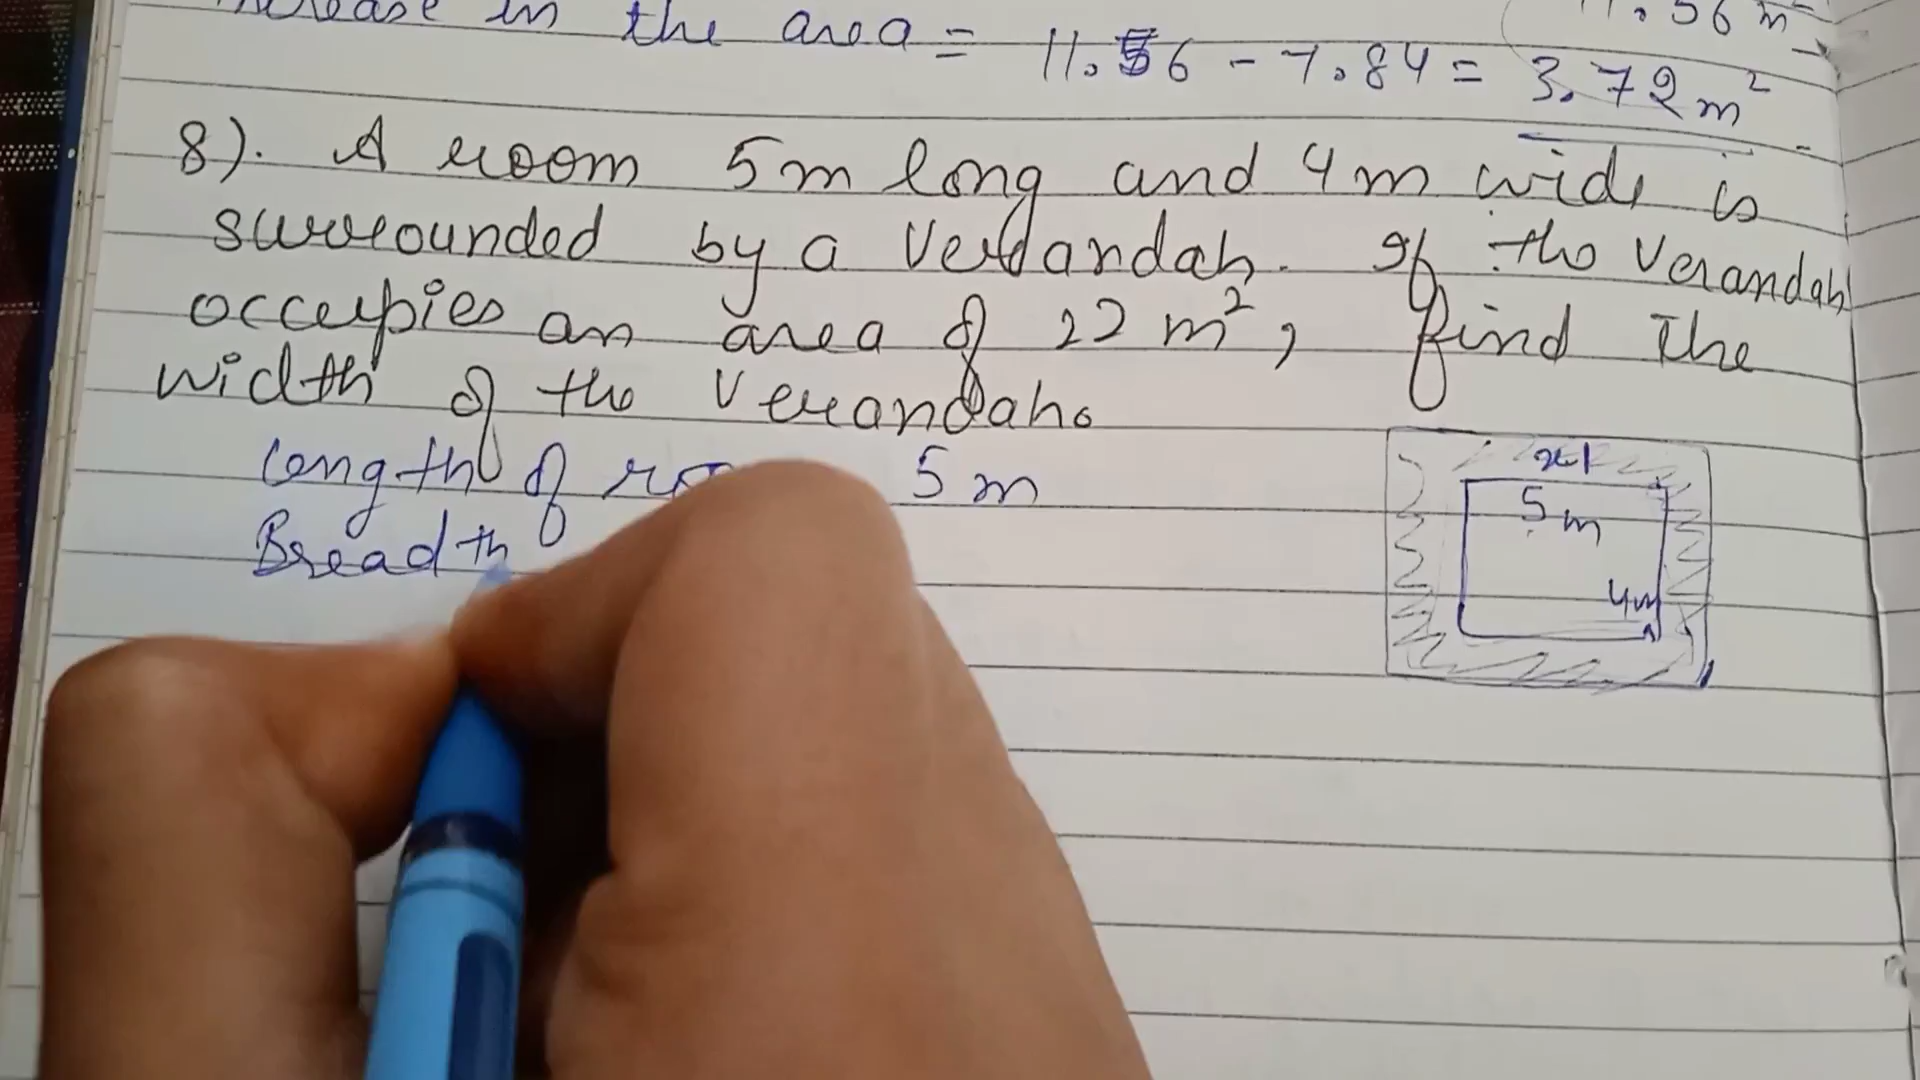 in the area = 11.56 - 7.84 = 3.72 m²
8). A room 5m long and 4m wide is
surrounded by a Verandah. If the Verandah
occupies an area of 22 m², find The
width of the Verandah.
Length of 5 m
Breadth
x
5 m
4m